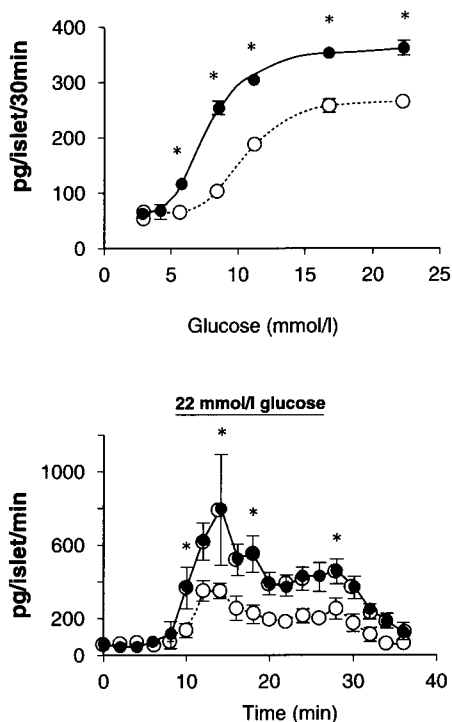 400
300
200
100
0
pg/islet/30min
* * * * * *
0 5 10 15 20 25
Glucose (mmol/l)
22 mmol/l glucose
1000
600
200
0
pg/islet/min
* * * *
0 10 20 30 40
Time (min)